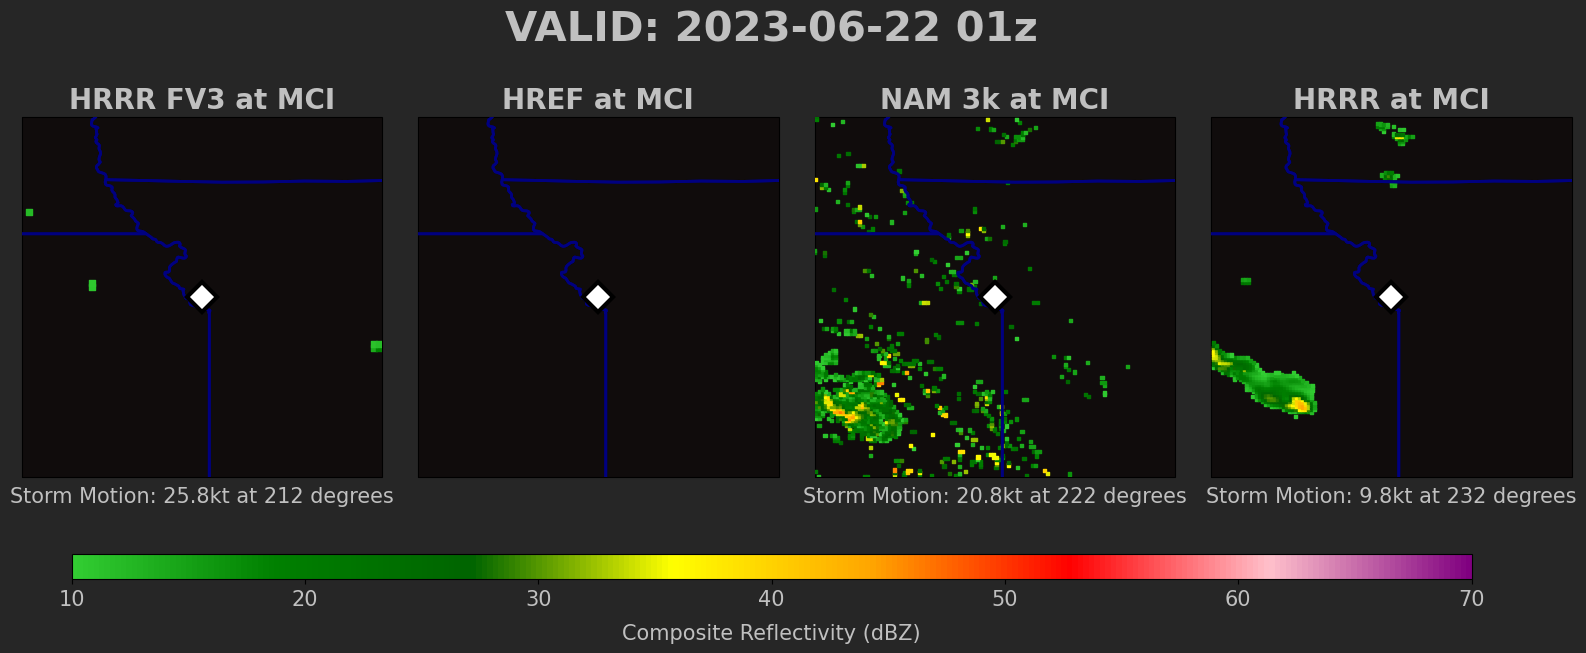 VALID: 2023-06-22 01z
HRRR FV3 at MCI
HREF at MCI
NAM 3k at MCI
HRRR at MCI
Storm Motion: 25.8kt at 212 degrees
Storm Motion: 20.8kt at 222 degrees
Storm Motion: 9.8kt at 232 degrees
10 20 30 40 50 60 70
Composite Reflectivity (dBZ)